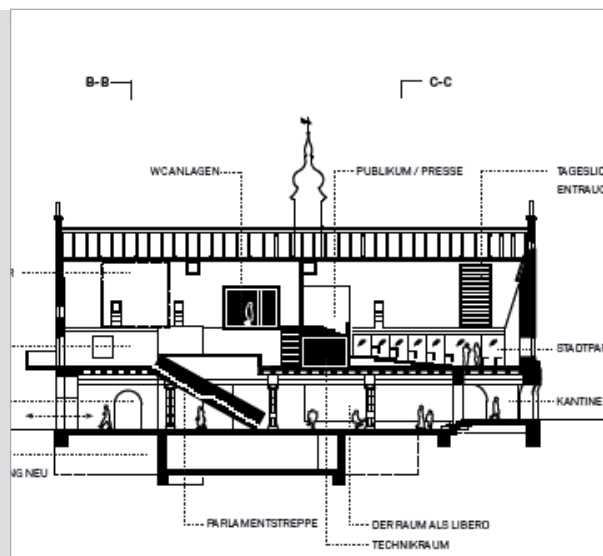 B-B
C-C
WCANLAGEN
PUBLIKUM / PRESSE
TAGESLIC
ENTRAUC
R
STADTPA
KANTINE
NG NEU
PARLAMENTSTREPPE
DER RAUM ALS LIBERO
TECHNIKRAUM